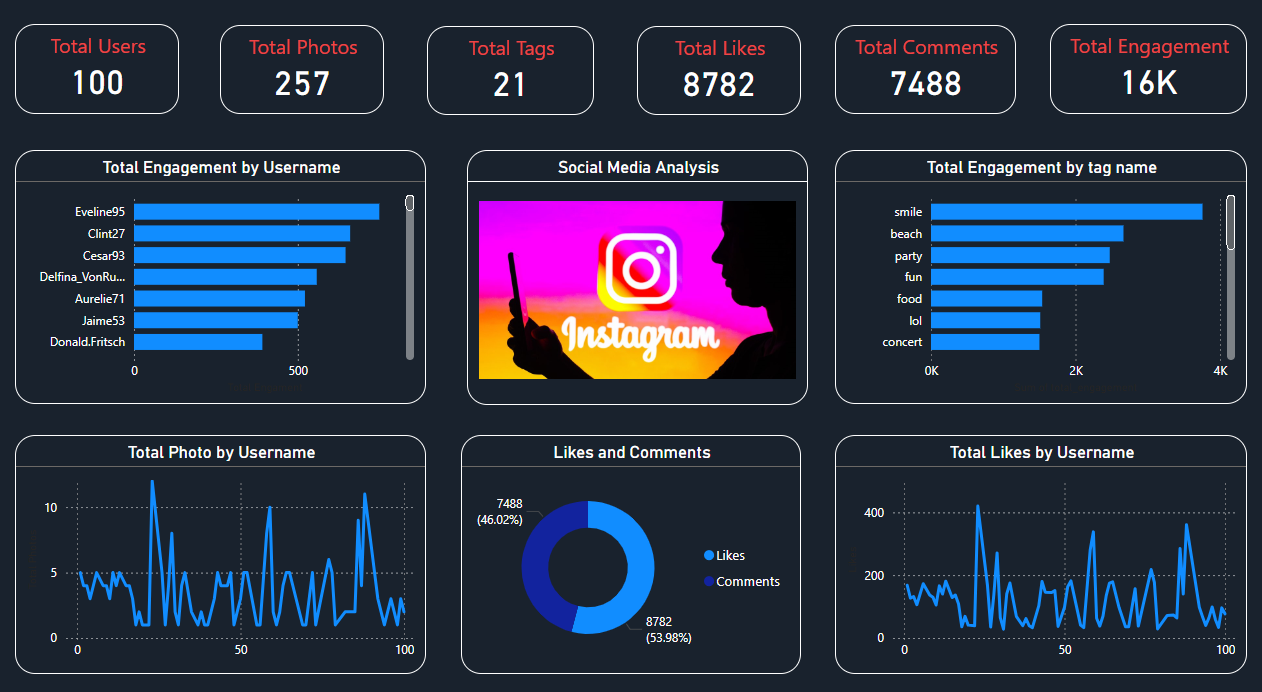 Total Users
100
Total Photos
257
Total Tags
21
Total Likes
8782
Total Comments
7488
Total Engagement
16K
Total Engagement by Username
Eveline95
Clint27
Cesar93
Delfina_VonRu...
Aurelie71
Jaime53
Donald.Fritsch
0 500
Social Media Analysis
Instagram
Total Engagement by tag name
smile
beach
party
fun
food
lol
concert
0K 2K 4K
Total Photo by Username
10
5
0
0 50 100
Likes and Comments
7488
(46.02%)
Likes
Comments
8782
(53.98%)
Total Likes by Username
400
200
0
0 50 100